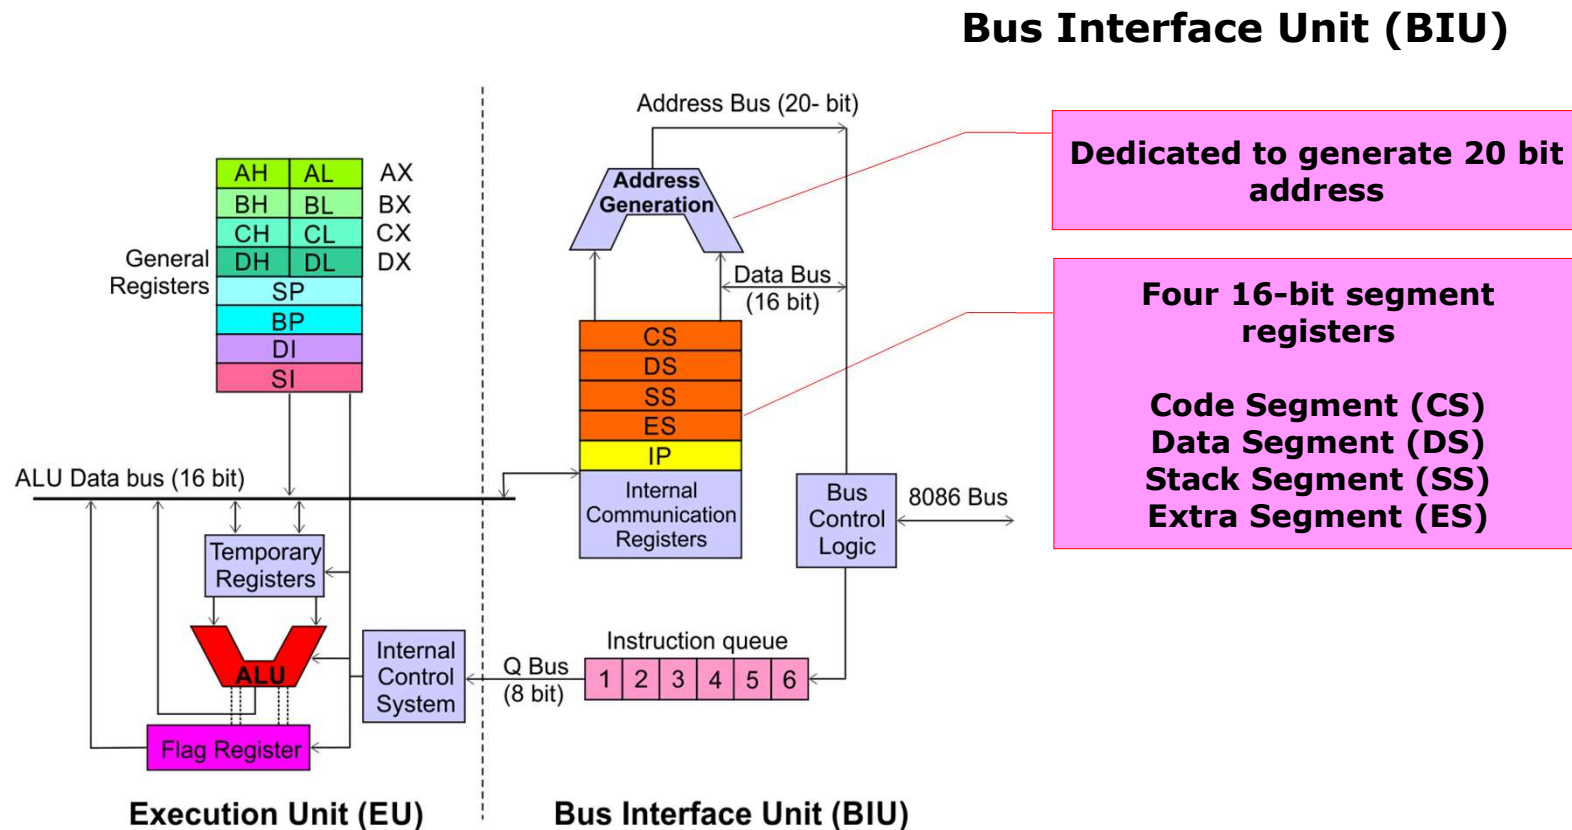 Bus Interface Unit (BIU)
Address Bus (20- bit)
Dedicated to generate 20 bit
address
Address
Generation
AH AL AX
BH BL BX
CH CL CX
DH DL DX
General
Registers
SP
BP
DI
SI
Data Bus
(16 bit)
Four 16-bit segment
registers
Code Segment (CS)
Data Segment (DS)
Stack Segment (SS)
Extra Segment (ES)
CS
DS
SS
ES
IP
Internal
Communication
Registers
ALU Data bus (16 bit)
Bus
Control
Logic
8086 Bus
Temporary
Registers
ALU
Internal
Control
System
Q Bus
(8 bit)
Instruction queue
1 2 3 4 5 6
Flag Register
Execution Unit (EU)
Bus Interface Unit (BIU)